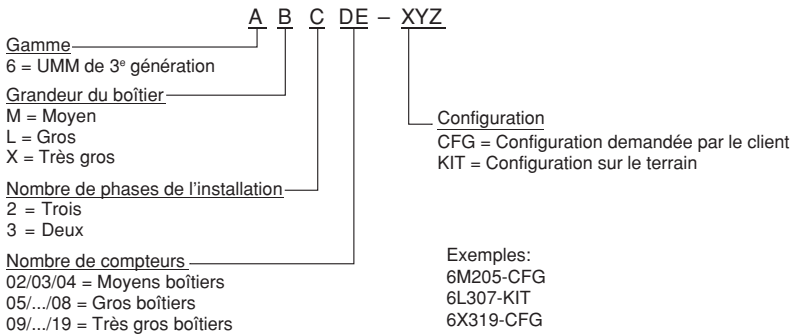 A B C DE – XYZ
Gamme
6 = UMM de 3e génération
Grandeur du boîtier
M = Moyen
L = Gros
X = Très gros
Nombre de phases de l'installation
2 = Trois
3 = Deux
Nombre de compteurs
02/03/04 = Moyens boîtiers
05/.../08 = Gros boîtiers
09/.../19 = Très gros boîtiers
Configuration
CFG = Configuration demandée par le client
KIT = Configuration sur le terrain
Exemples:
6M205-CFG
6L307-KIT
6X319-CFG